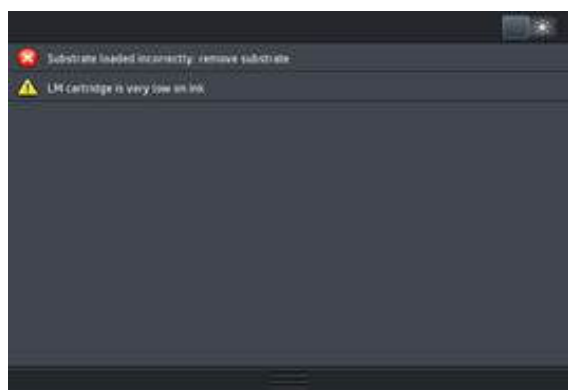 Substrate loaded incorrectly: remove substrate
LM cartridge is very low on ink